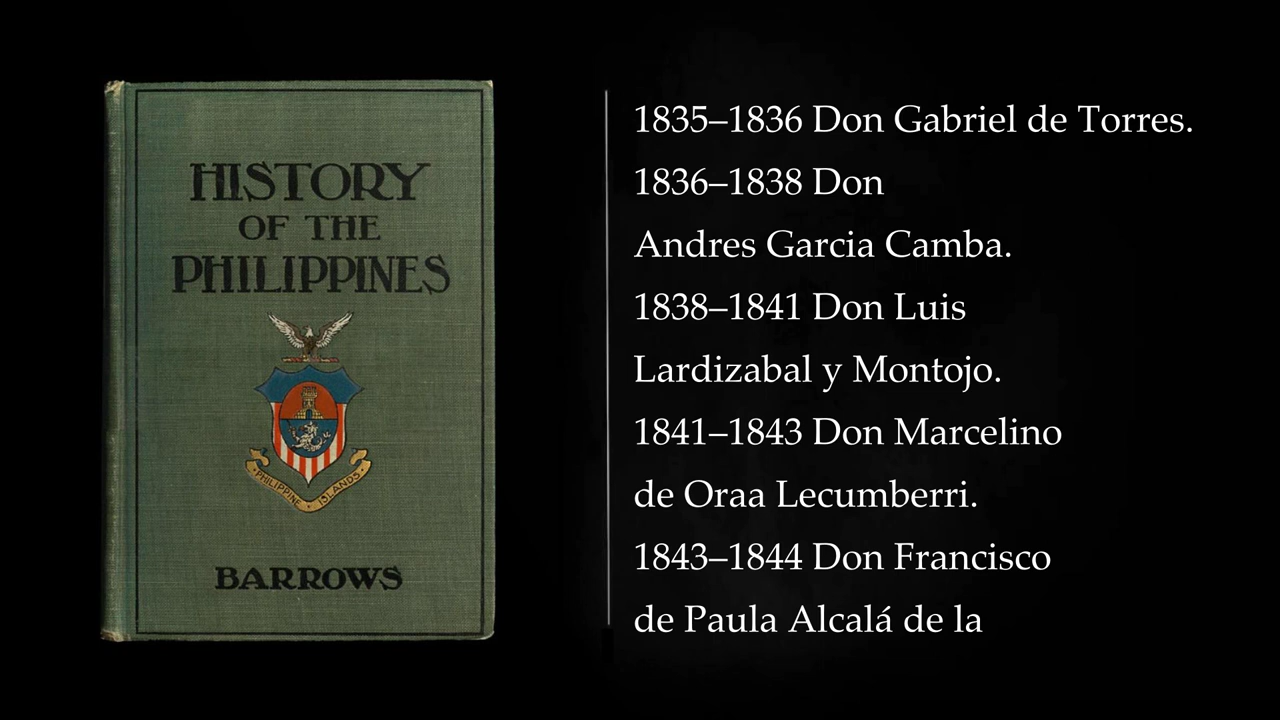 HISTORY
OF THE
PHILIPPINES
PHILIPPINE ISLANDS
BARROWS
1835–1836 Don Gabriel de Torres.
1836–1838 Don
Andres Garcia Camba.
1838–1841 Don Luis
Lardizabal y Montojo.
1841–1843 Don Marcelino
de Oraa Lecumberri.
1843–1844 Don Francisco
de Paula Alcalá de la